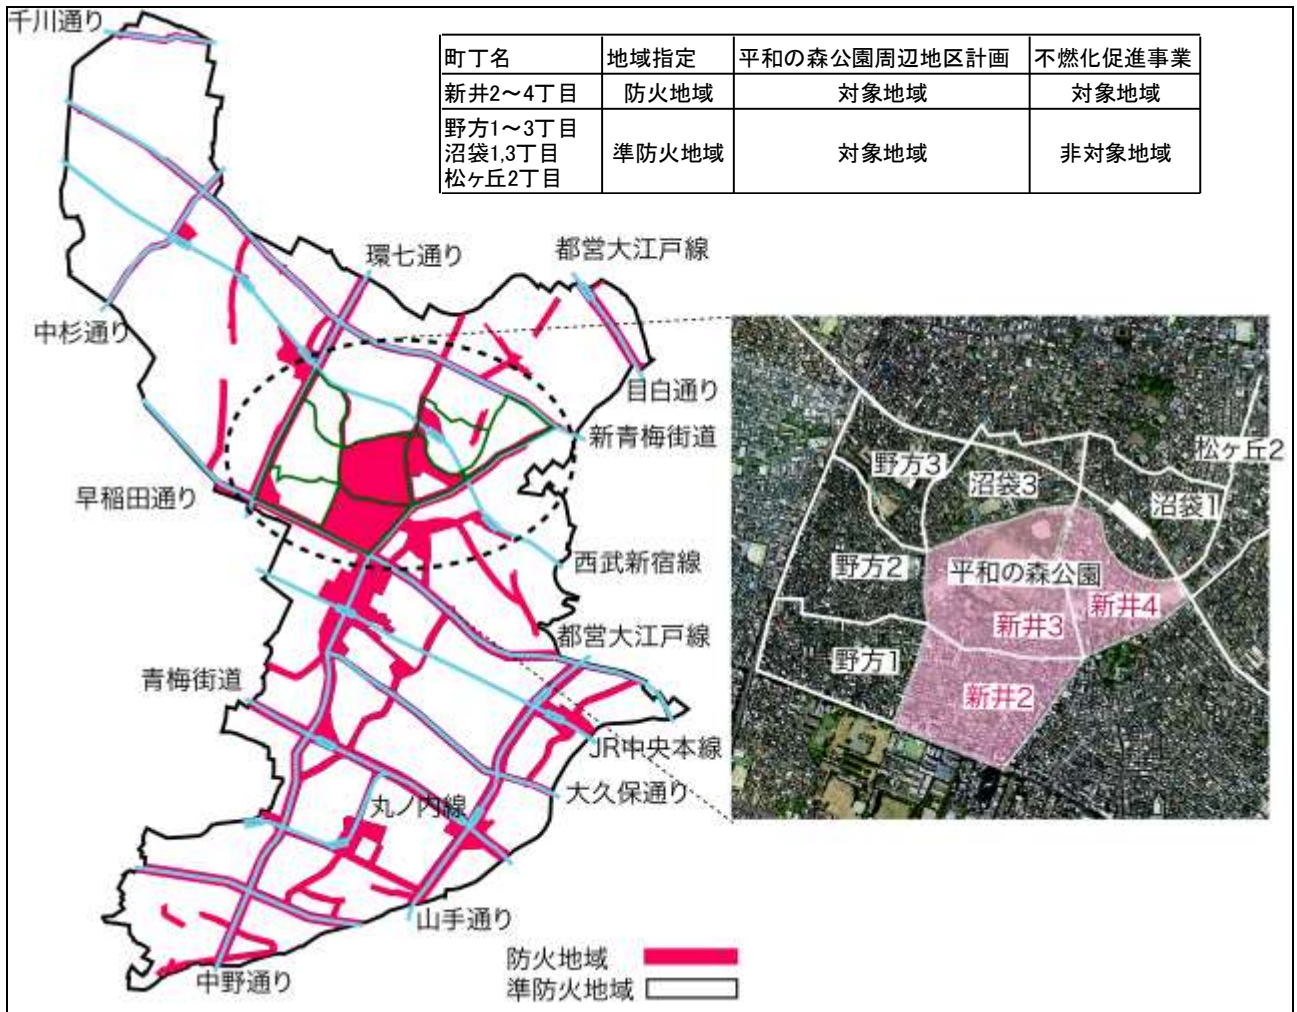 千川通り
町丁名 地域指定 平和の森公園周辺地区計画 不燃化促進事業
新井2～4丁目 防火地域 対象地域 対象地域
野方1～3丁目
沼袋1,3丁目
松ヶ丘2丁目
準防火地域 対象地域 非対象地域
環七通り
都営大江戸線
中杉通り
目白通り
新青梅街道
早稲田通り
西武新宿線
都営大江戸線
青梅街道
JR中央本線
大久保通り
丸ノ内線
山手通り
中野通り
松ヶ丘2
野方3
沼袋3
沼袋1
野方2
平和の森公園
新井4
新井3
野方1
新井2
防火地域
準防火地域